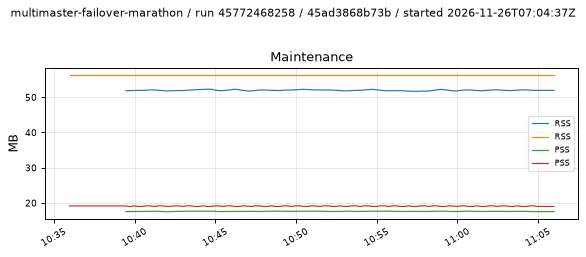 multimaster-failover-marathon / run 45772468258 / 45ad3868b73b / started 2026-11-26T07:04:37Z
Maintenance
MB
50
40
30
20
RSS
RSS
PSS
PSS
10:35
10:40
10:45
10:50
10:55
11:00
11:05